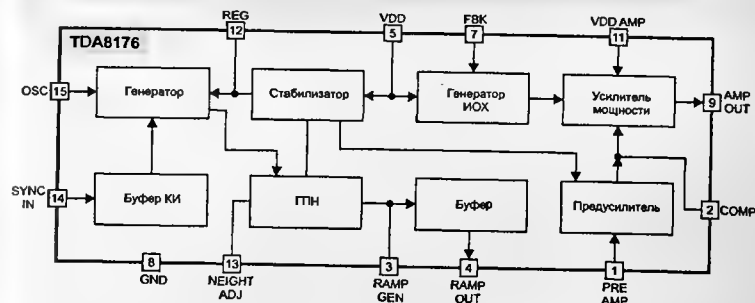 REG
VDD
FBK
VDD AMP
12
5
7
11
TDA8176
OSC
15
Генератор
Стабилизатор
Генератор
ИОХ
Усилитель
мощности
9
AMP
OUT
SYNC
IN
14
Буфер КИ
ГПН
Буфер
Предусилитель
2
COMP
8
13
3
4
1
GND
NEIGHT
ADJ
RAMP
GEN
RAMP
OUT
PRE
AMP